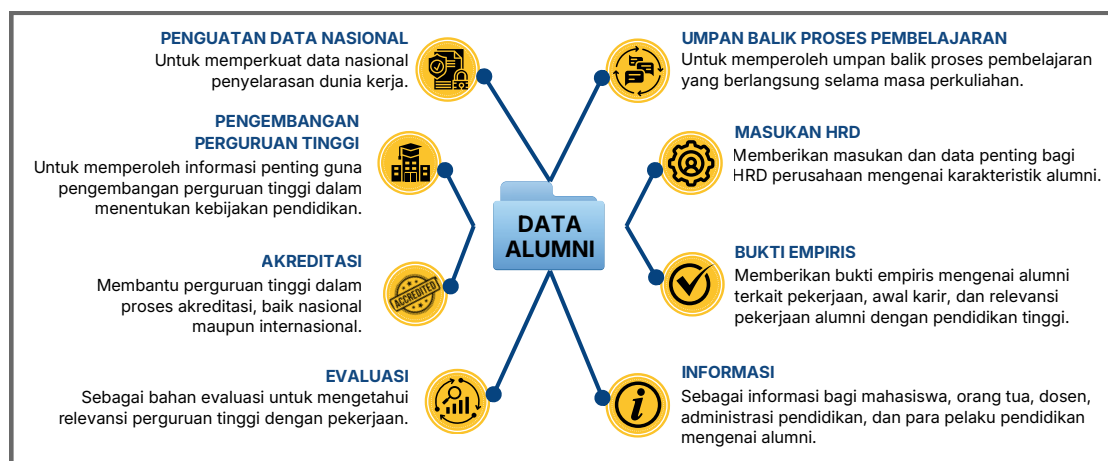 PENGUATAN DATA NASIONAL
Untuk memperkuat data nasional
penyelarasan dunia kerja.
PENGEMBANGAN
PERGURUAN TINGGI
Untuk memperoleh informasi penting guna
pengembangan perguruan tinggi dalam
menentukan kebijakan pendidikan.
AKREDITASI
Membantu perguruan tinggi dalam
proses akreditasi, baik nasional
maupun internasional.
ACCREDITED
EVALUASI
Sebagai bahan evaluasi untuk mengetahui
relevansi perguruan tinggi dengan pekerjaan.
DATA
ALUMNI
UMPAN BALIK PROSES PEMBELAJARAN
Untuk memperoleh umpan balik proses pembelajaran
yang berlangsung selama masa perkuliahan.
MASUKAN HRD
Memberikan masukan dan data penting bagi
HRD perusahaan mengenai karakteristik alumni.
BUKTI EMPIRIS
Memberikan bukti empiris mengenai alumni
terkait pekerjaan, awal karir, dan relevansi
pekerjaan alumni dengan pendidikan tinggi.
i
INFORMASI
Sebagai informasi bagi mahasiswa, orang tua, dosen,
administrasi pendidikan, dan para pelaku pendidikan
mengenai alumni.